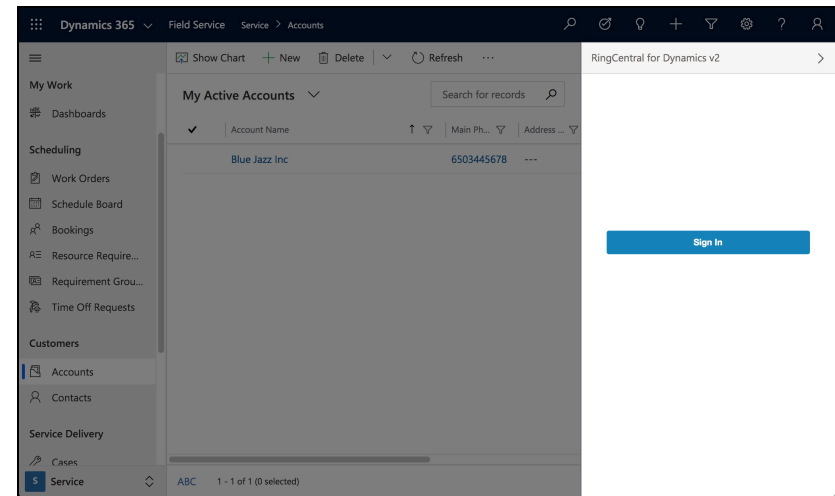 Dynamics 365 Field Service Service > Accounts ?
Show Chart + New Delete Refresh ...
RingCentral for Dynamics v2 >
My Work
Dashboards
My Active Accounts
Search for records
Account Name ↑ Main Ph... Address ...
Blue Jazz Inc 6503445678 ---
Scheduling
Work Orders
Schedule Board
Bookings
Resource Require...
Requirement Grou...
Time Off Requests
Sign In
Customers
Accounts
Contacts
Service Delivery
Cases
S Service
ABC 1 - 1 of 1 (0 selected)